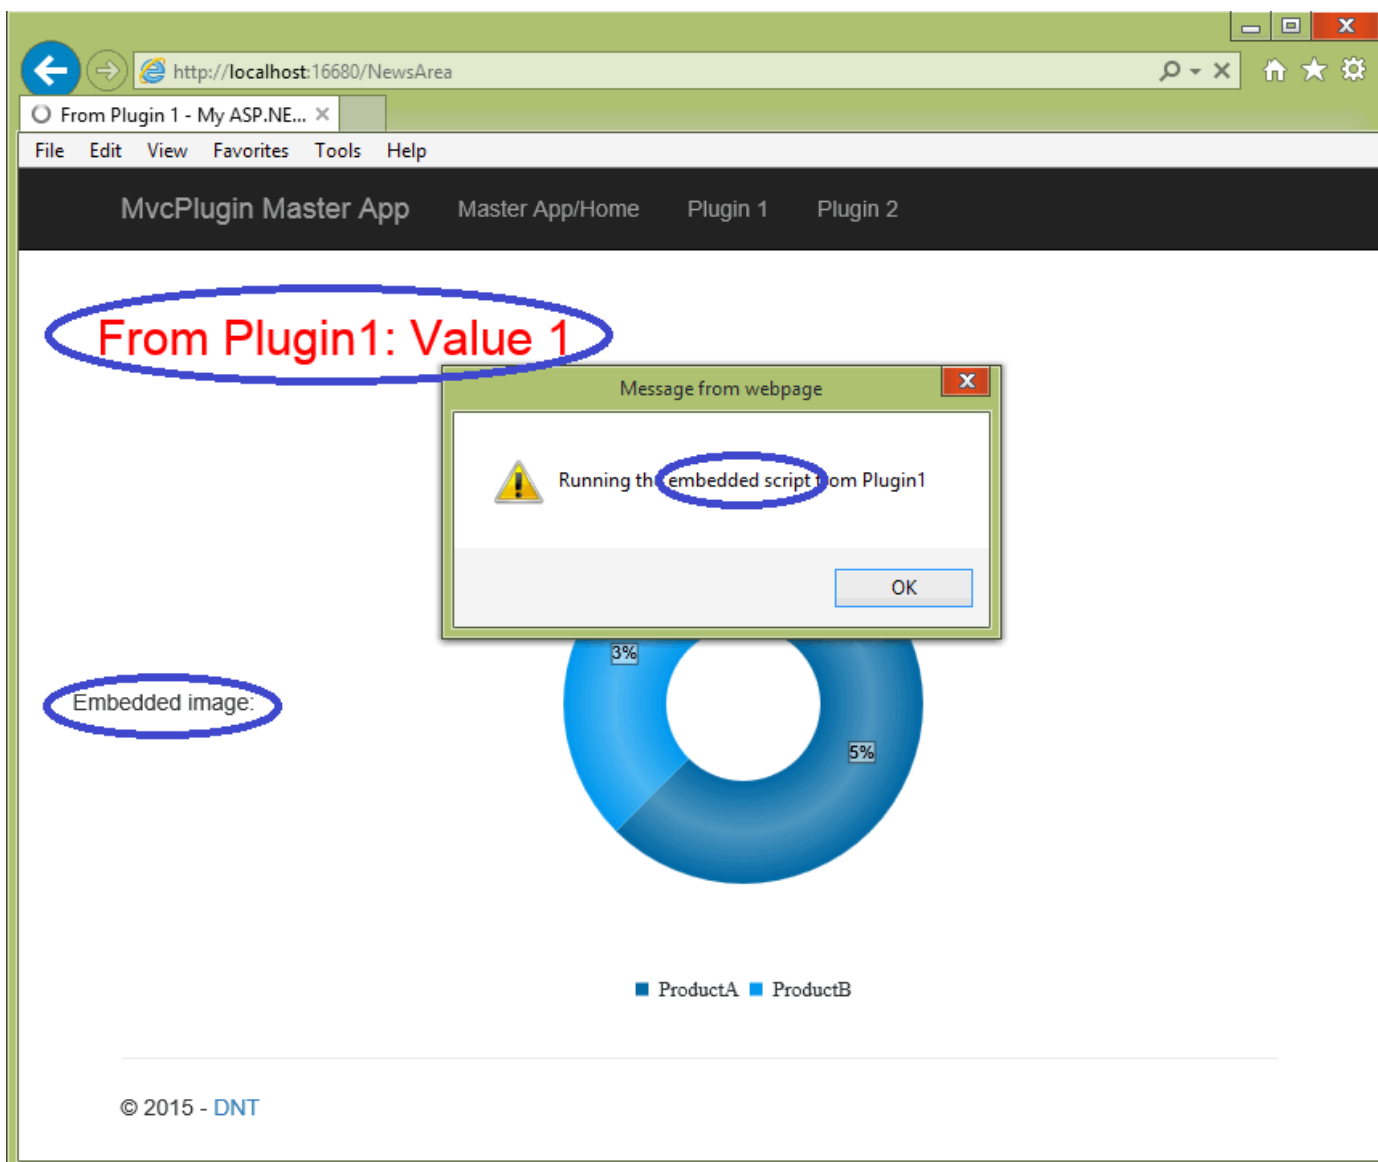 http://localhost:16680/NewsArea
From Plugin 1 - My ASP.NE...
File Edit View Favorites Tools Help
MvcPlugin Master App Master App/Home Plugin 1 Plugin 2
From Plugin1: Value 1
Message from webpage
Running the embedded script from Plugin1
OK
3%
Embedded image:
5%
ProductA ProductB
© 2015 - DNT